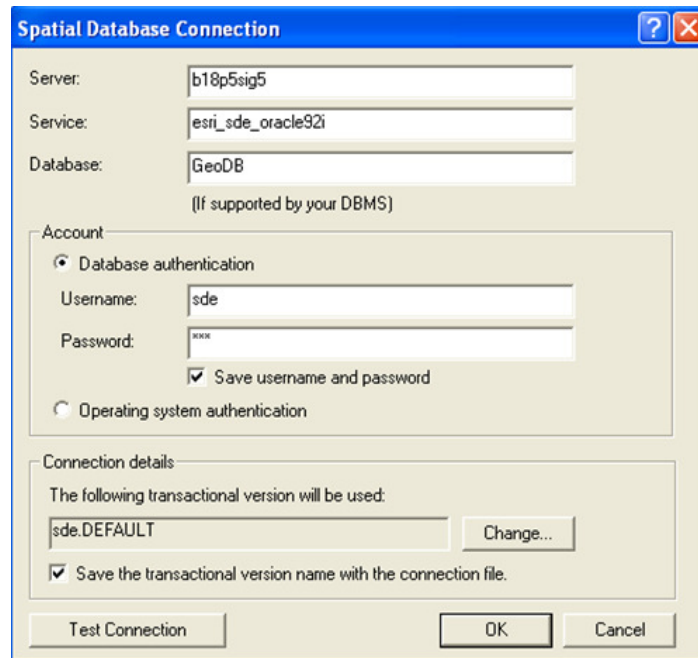 Spatial Database Connection
Server: b18p5sig5
Service: esri_sde_oracle92i
Database: GeoDB
(If supported by your DBMS)
Account
Database authentication
Username: sde
Password: ***
Save username and password
Operating system authentication
Connection details
The following transactional version will be used:
sde.DEFAULT Change...
Save the transactional version name with the connection file.
Test Connection OK Cancel